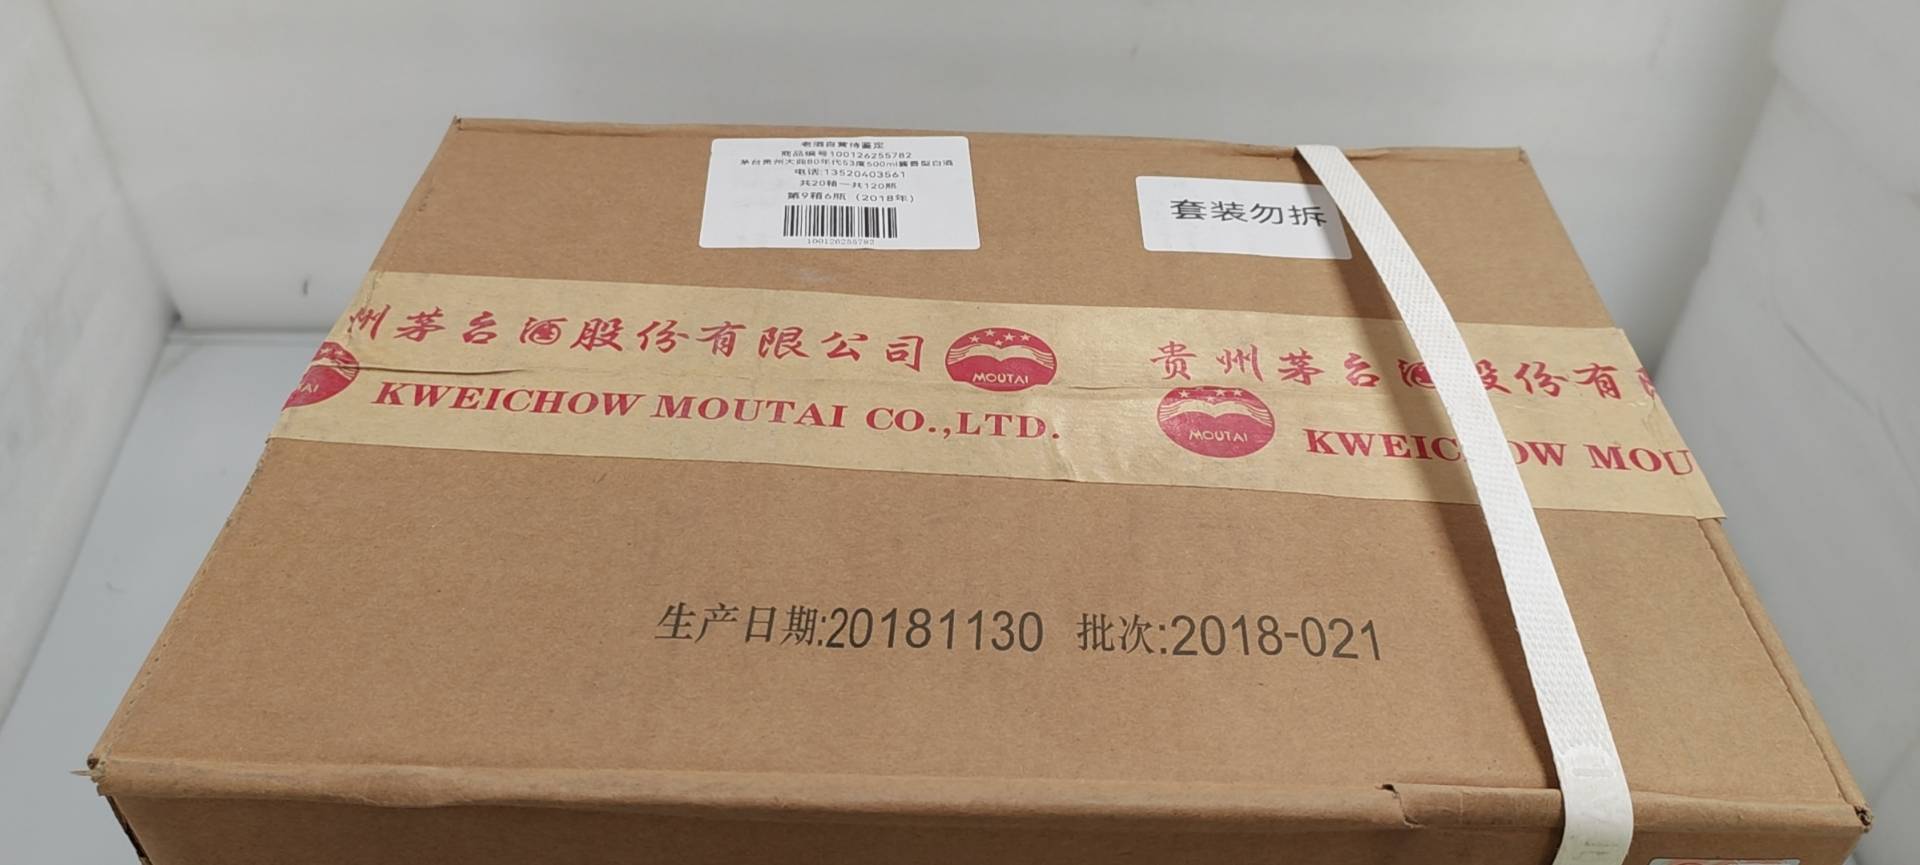 老酒自营待鉴定
商品编号100126255782
茅台贵州大曲80年代53度500ml酱香型白酒
电话:13520403561
共20箱一共120瓶
第9箱6瓶（2018年）
100126255782
套装勿拆
州茅台酒股份有限公司
MOUTAI
贵州茅台酒股份有
KWEICHOW MOUTAI CO.,LTD.
MOUTAI
KWEIC OW MOU
生产日期:20181130 批次:2018-021